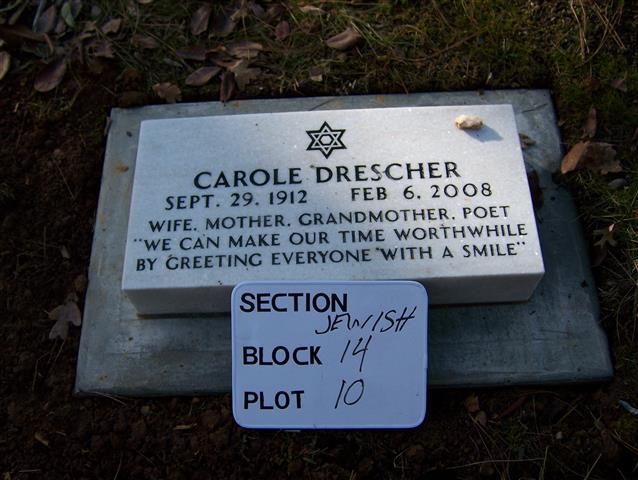 CAROLE DRESCHER
SEPT. 29. 1912 FEB 6. 2008
WIFE. MOTHER. GRANDMOTHER. POET
"WE CAN MAKE OUR TIME WORTHWHILE
BY GREETING EVERYONE WITH A SMILE"
SECTION
JEWISH
BLOCK 14
PLOT 10